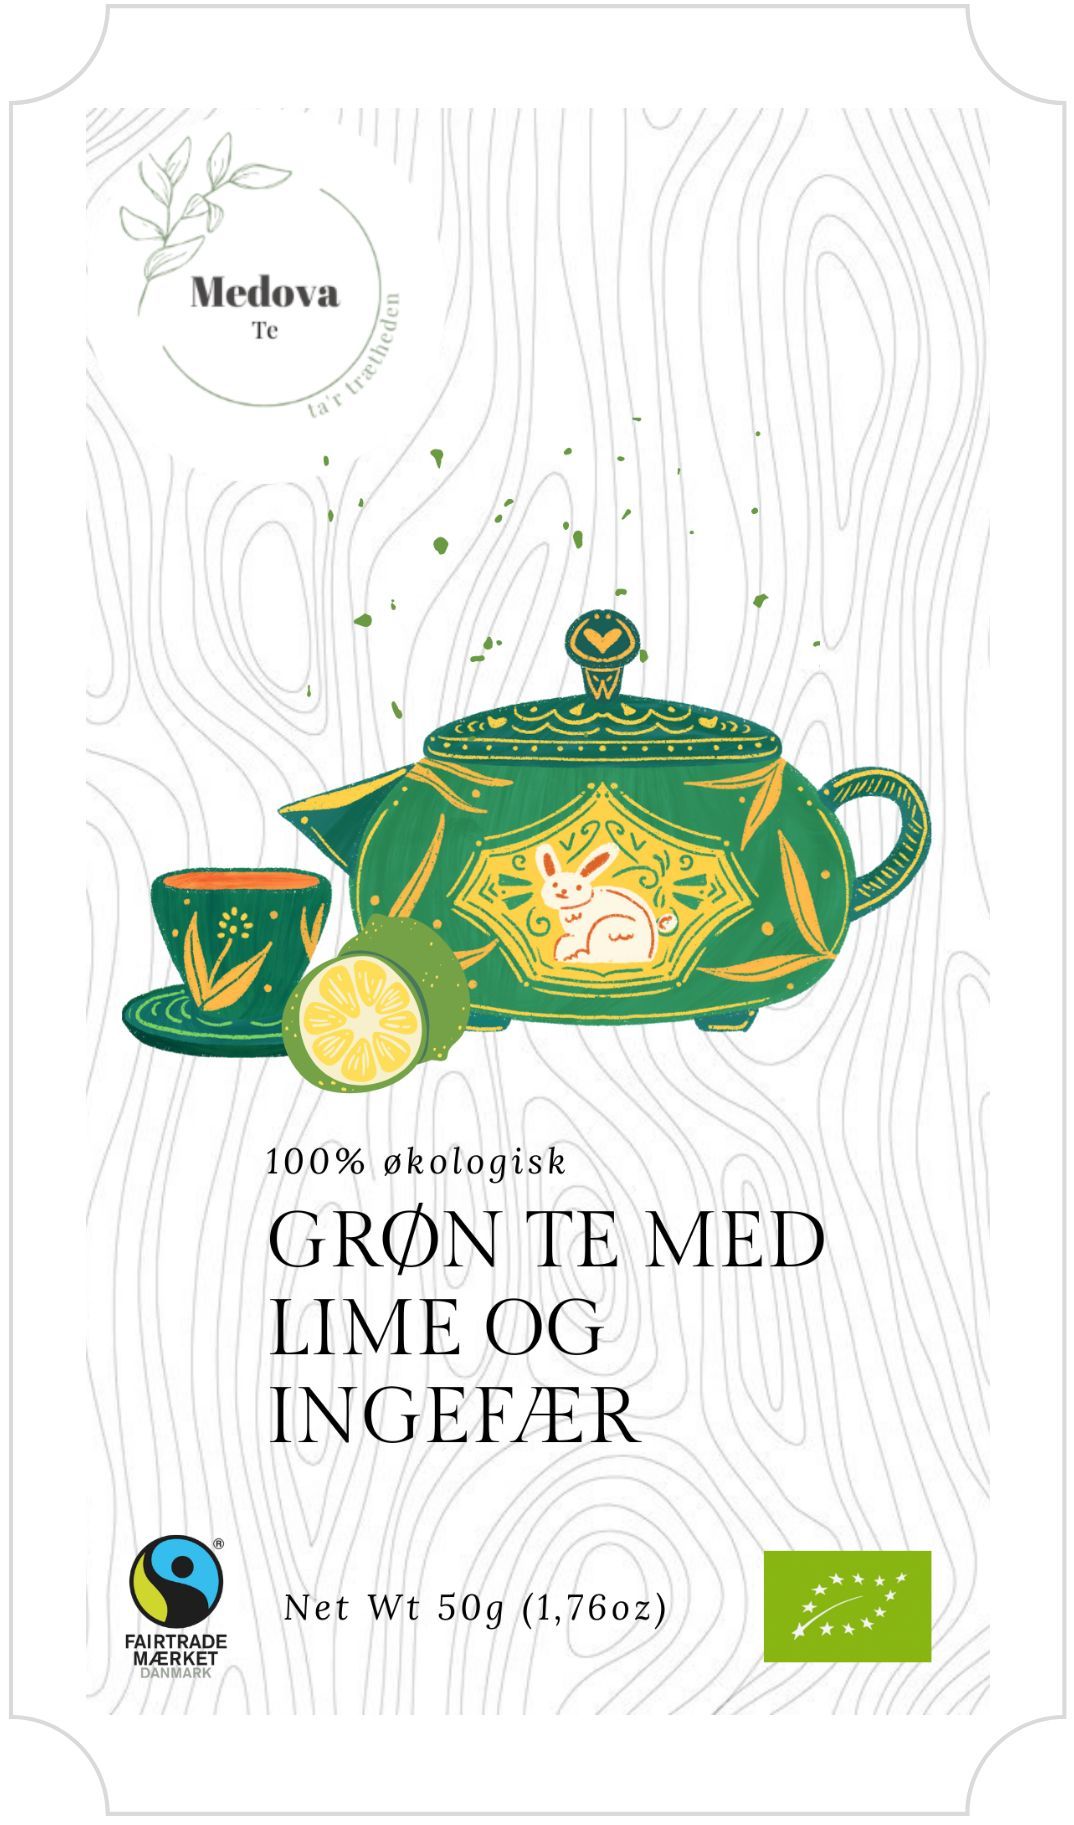 Medova
Te
ta'r trætheden
100% økologisk
GRØN TE MED
LIME OG
INGEFÆR
®
FAIRTRADE
MÆRKET
DANMARK
Net Wt 50g (1,76oz)